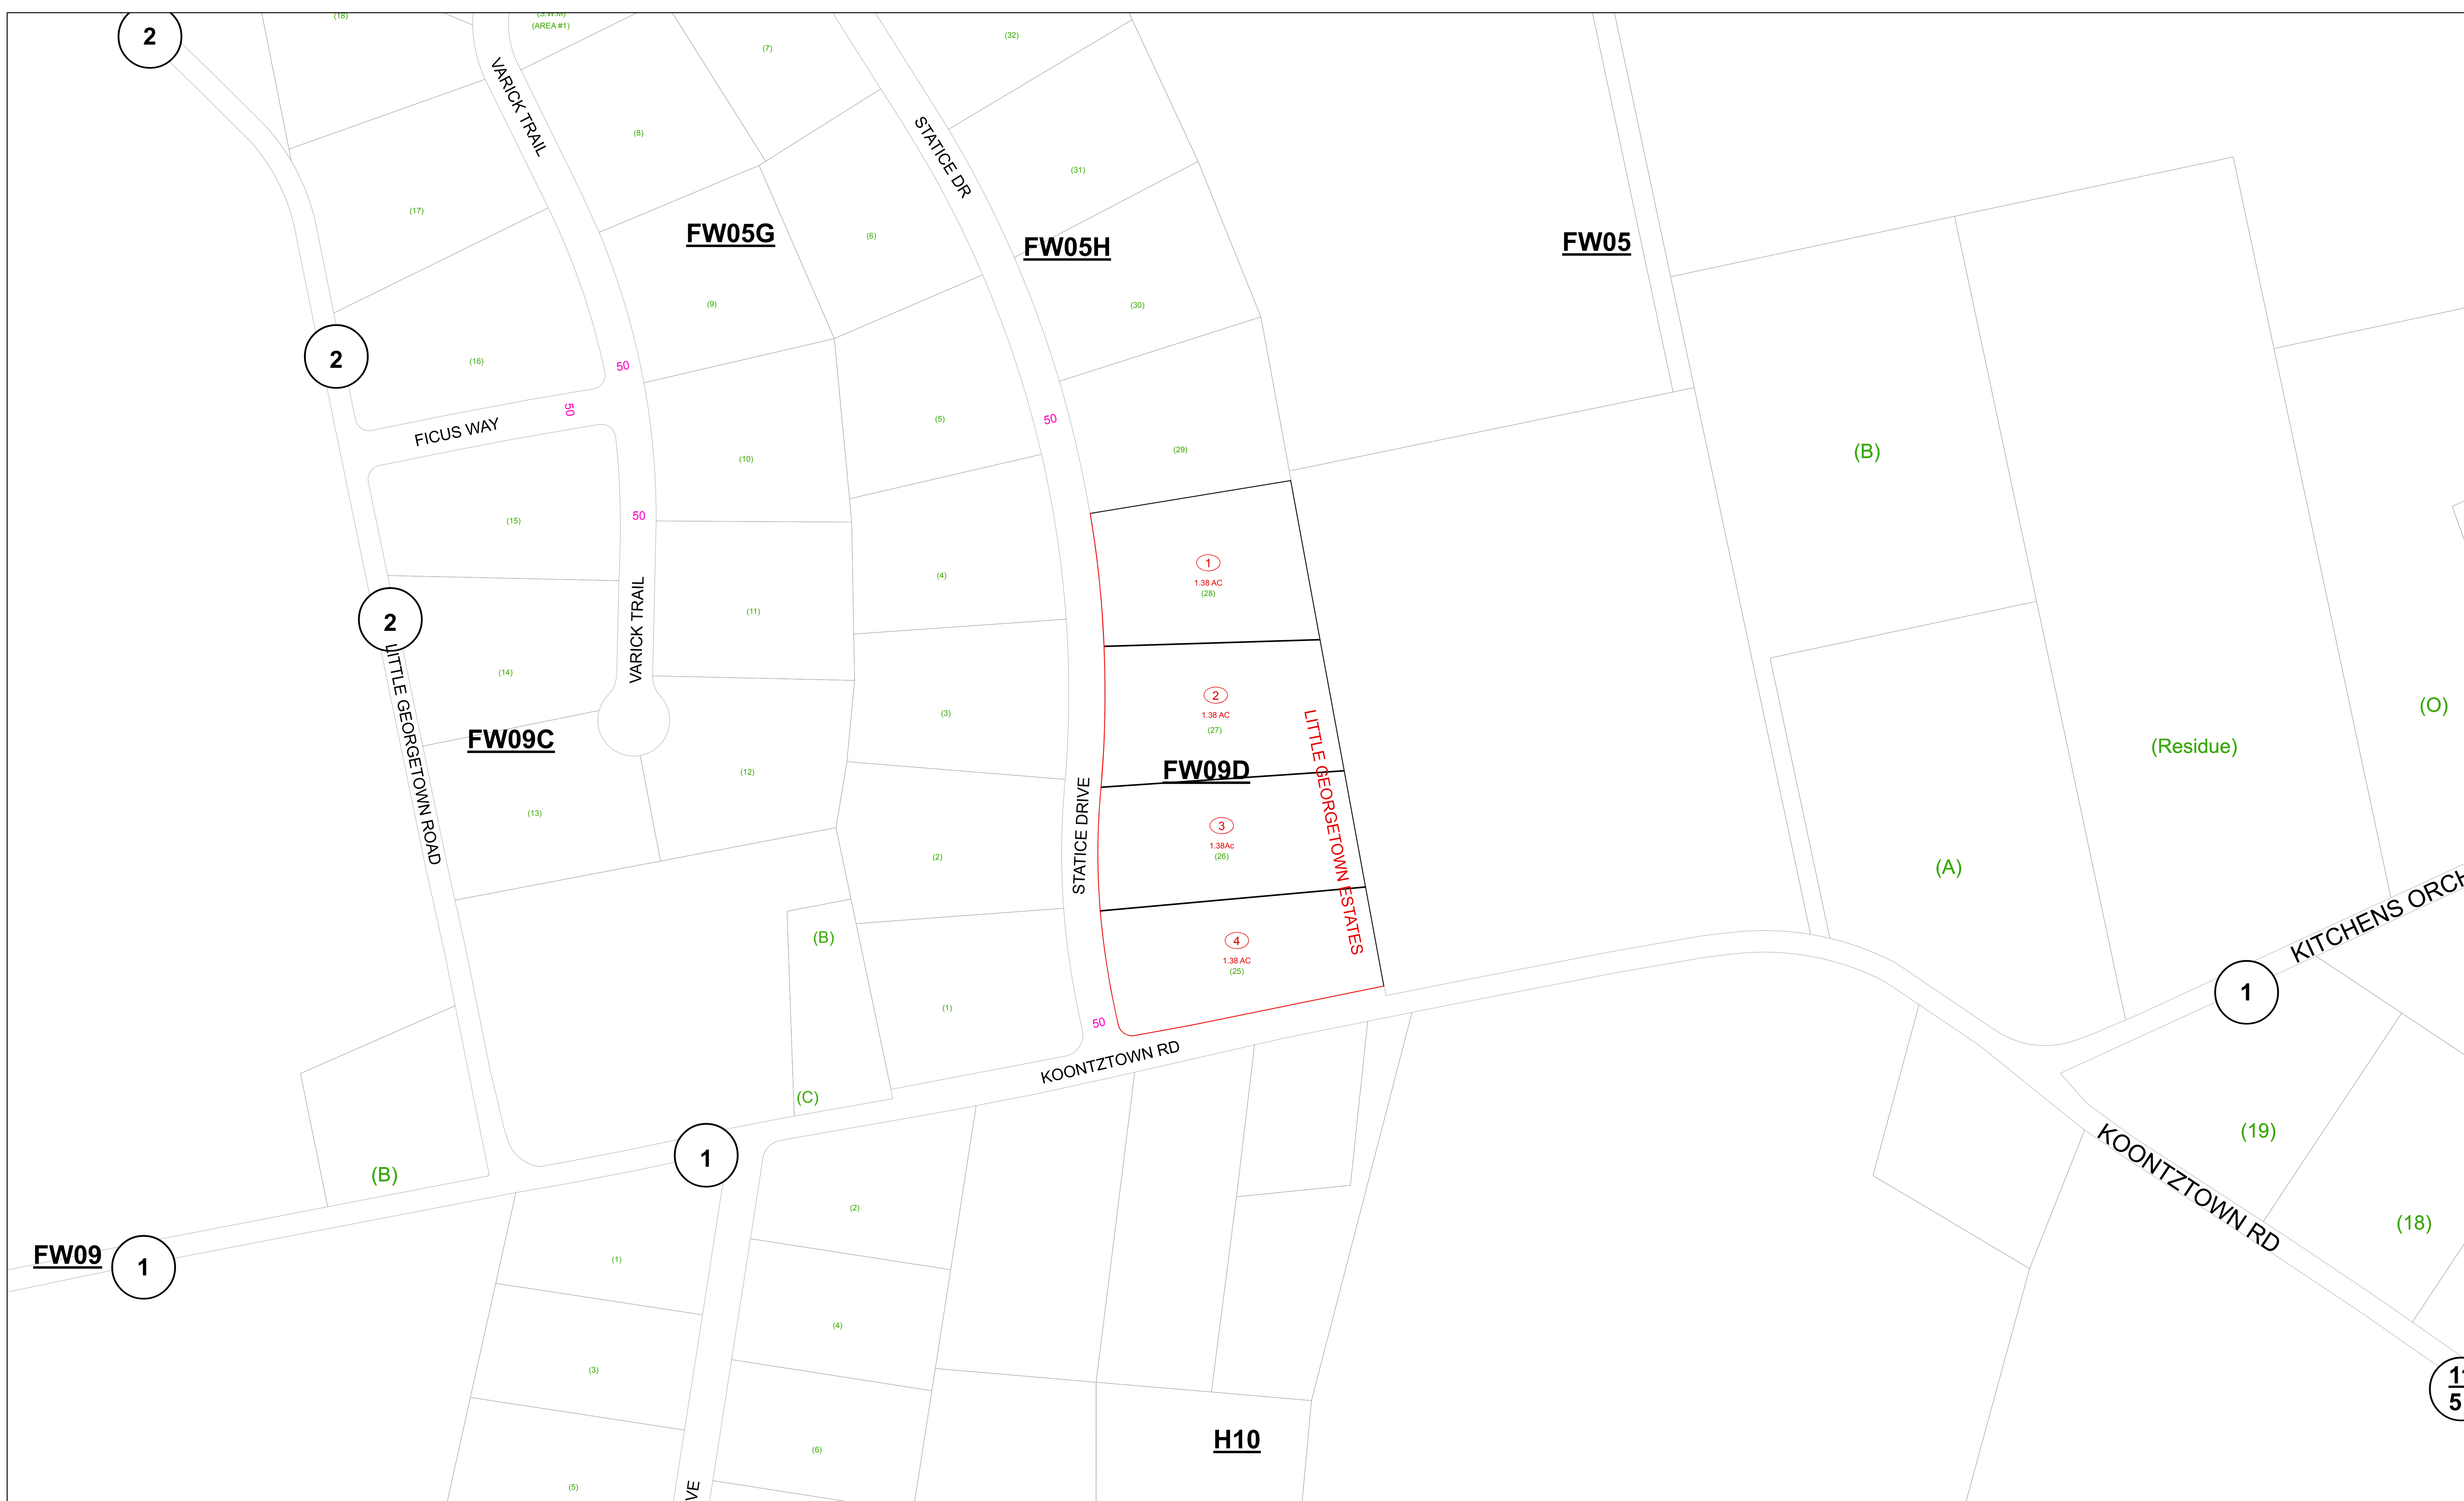 2
(18)
(S.W.M)
(AREA #1)
(7)
(32)
VARICK TRAIL
(8)
STATICE DR
(31)
(17)
FW05G
(6)
FW05H
FW05
(9)
(30)
2
(16)
50
50
FICUS WAY
(5)
50
(29)
(B)
(10)
50
(15)
1
1.38 AC
(28)
(4)
2
VARICK TRAIL
(11)
(14)
2
1.38 AC
(27)
(3)
LITTLE GEORGETOWN ROAD
FW09C
(12)
FW09D
LITTLE GEORGETOWN ESTATES
(O)
(Residue)
(13)
STATICE DRIVE
3
1.38Ac
(26)
(2)
(A)
KITCHENS
(B)
4
1.38 AC
(25)
(1)
50
1
KOONTZTOWN RD
(C)
1
(B)
(19)
KOONTZTOWN RD
(2)
(18)
FW09
1
(1)
(4)
(3)
5
H10
(6)
(5)